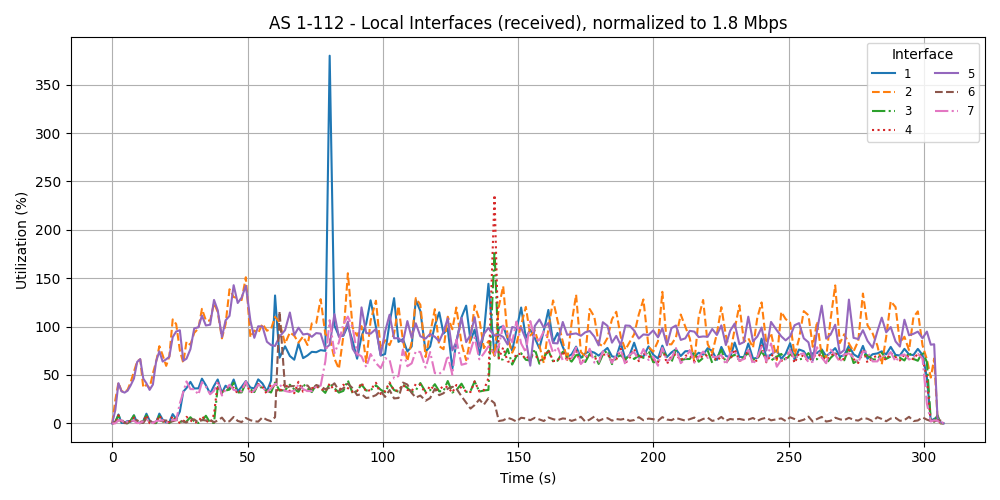 AS 1-112 - Local Interfaces (received), normalized to 1.8 Mbps
Utilization (%)
350
300
250
200
150
100
50
0
0 50 100 150 200 250 300
Time (s)
Interface
1 5
2 6
3 7
4